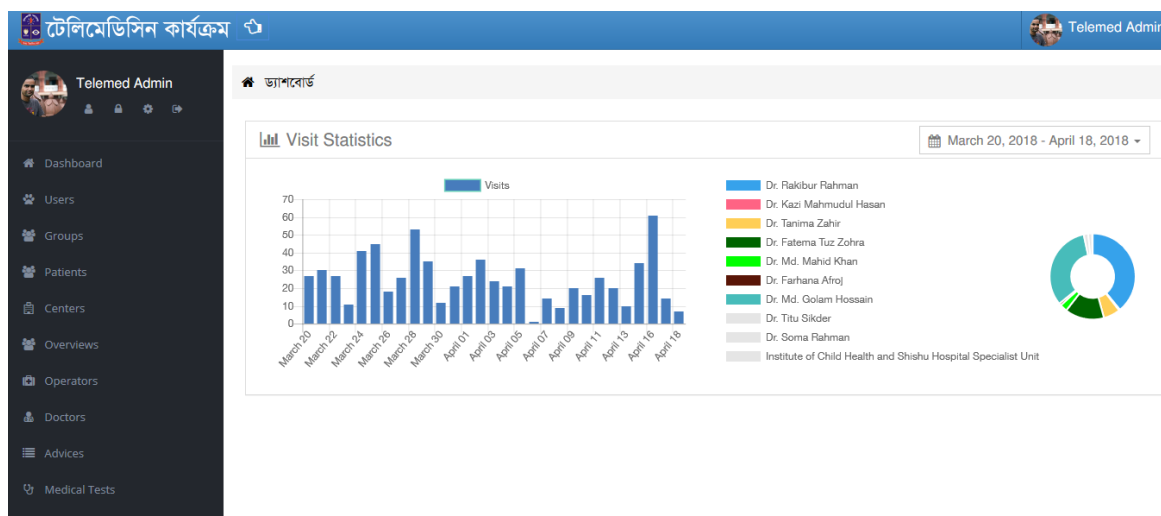 টেলিমেডিসিন কার্যক্রম
Telemed Admin
Telemed Admin
Dashboard
Users
Groups
Patients
Centers
Overviews
Operators
Doctors
Advices
Medical Tests
ড্যাশবোর্ড
Visit Statistics
March 20, 2018 - April 18, 2018
Visits
70
60
50
40
30
20
10
0
March 20
March 22
March 24
March 26
March 28
March 30
April 01
April 03
April 05
April 07
April 09
April 11
April 13
April 16
April 18
Dr. Rakibur Rahman
Dr. Kazi Mahmudul Hasan
Dr. Tanima Zahir
Dr. Fatema Tuz Zohra
Dr. Md. Mahid Khan
Dr. Farhana Afroj
Dr. Md. Golam Hossain
Dr. Titu Sikder
Dr. Soma Rahman
Institute of Child Health and Shishu Hospital Specialist Unit